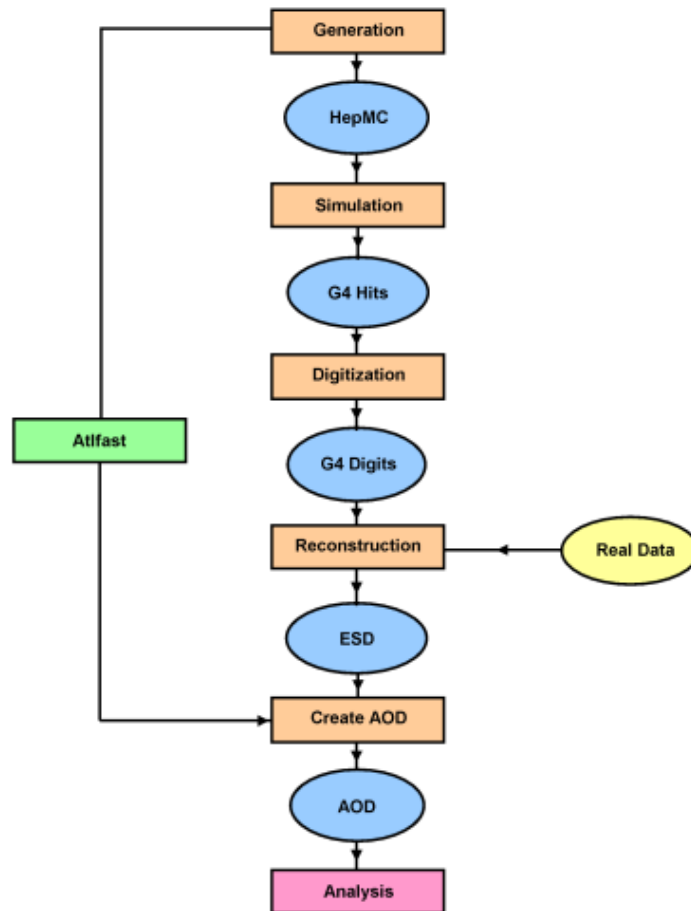 Generation
HepMC
Simulation
G4 Hits
Digitization
Atlfast
G4 Digits
Reconstruction
Real Data
ESD
Create AOD
AOD
Analysis